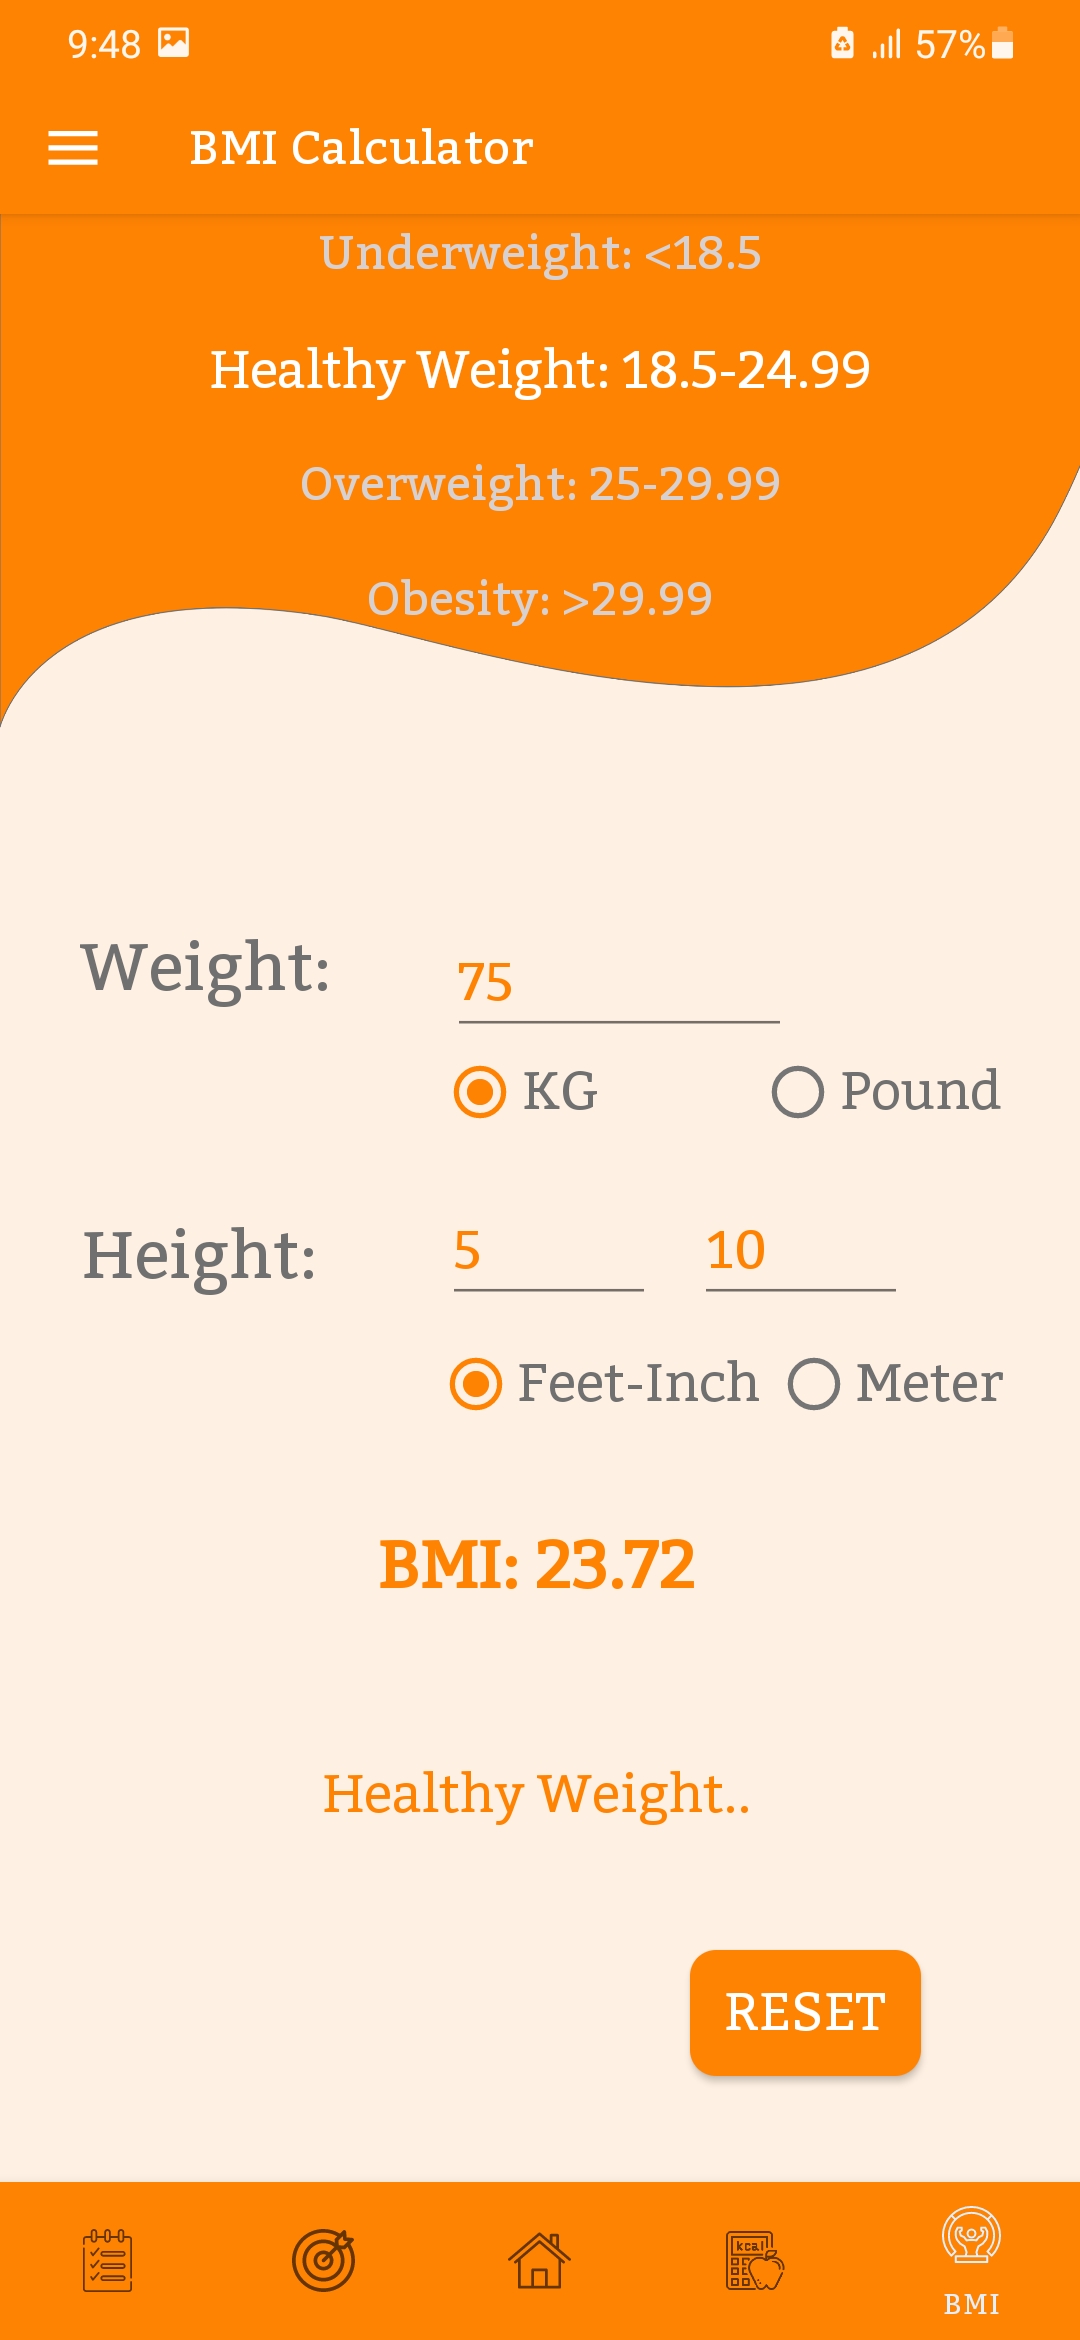 9:48 57%
BMI Calculator
Underweight: <18.5
Healthy Weight: 18.5-24.99
Overweight: 25-29.99
Obesity: >29.99
Weight: 75
KG Pound
Height: 5 10
Feet-Inch Meter
BMI: 23.72
Healthy Weight..
RESET
kcal
BMI